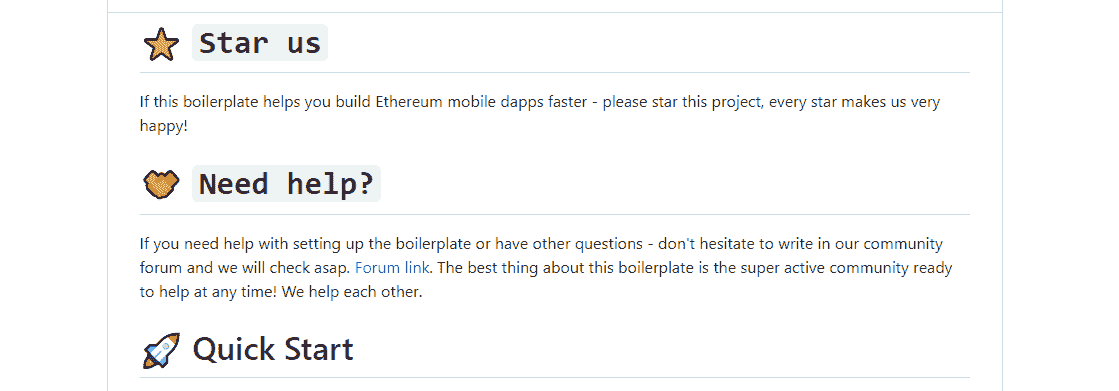 Star us
If this boilerplate helps you build Ethereum mobile dapps faster - please star this project, every star makes us very
happy!
Need help?
If you need help with setting up the boilerplate or have other questions - don't hesitate to write in our community
forum and we will check asap. Forum link. The best thing about this boilerplate is the super active community ready
to help at any time! We help each other.
Quick Start